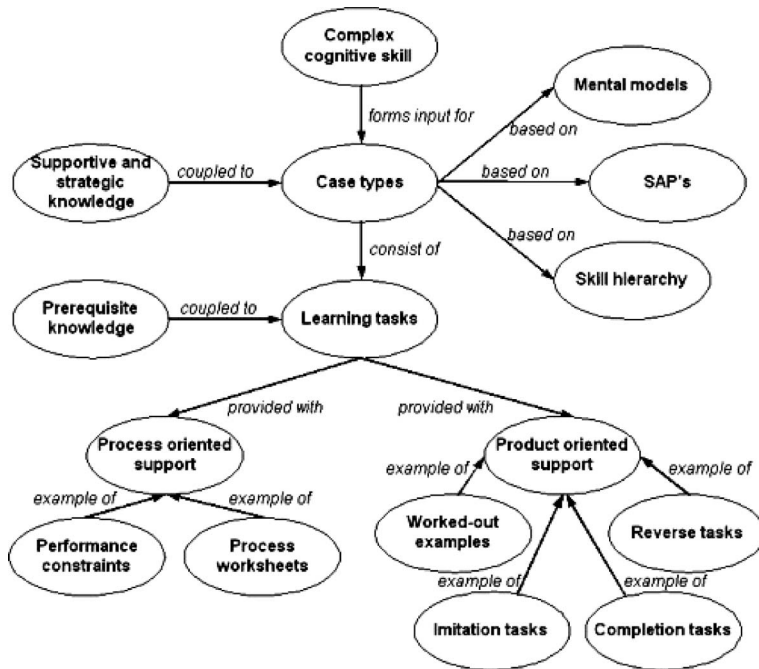 Complex
cognitive skill
Mental models
forms input for
based on
Supportive and
strategic
knowledge
coupled to
Case types
based on
SAP's
based on
consist of
Skill hierarchy
Prerequisite
knowledge
coupled to
Learning tasks
provided with
provided with
Process oriented
support
Product oriented
support
example of
example of
example of
example of
Performance
constraints
Process
worksheets
Worked-out
examples
Reverse tasks
example of
example of
Imitation tasks
Completion tasks